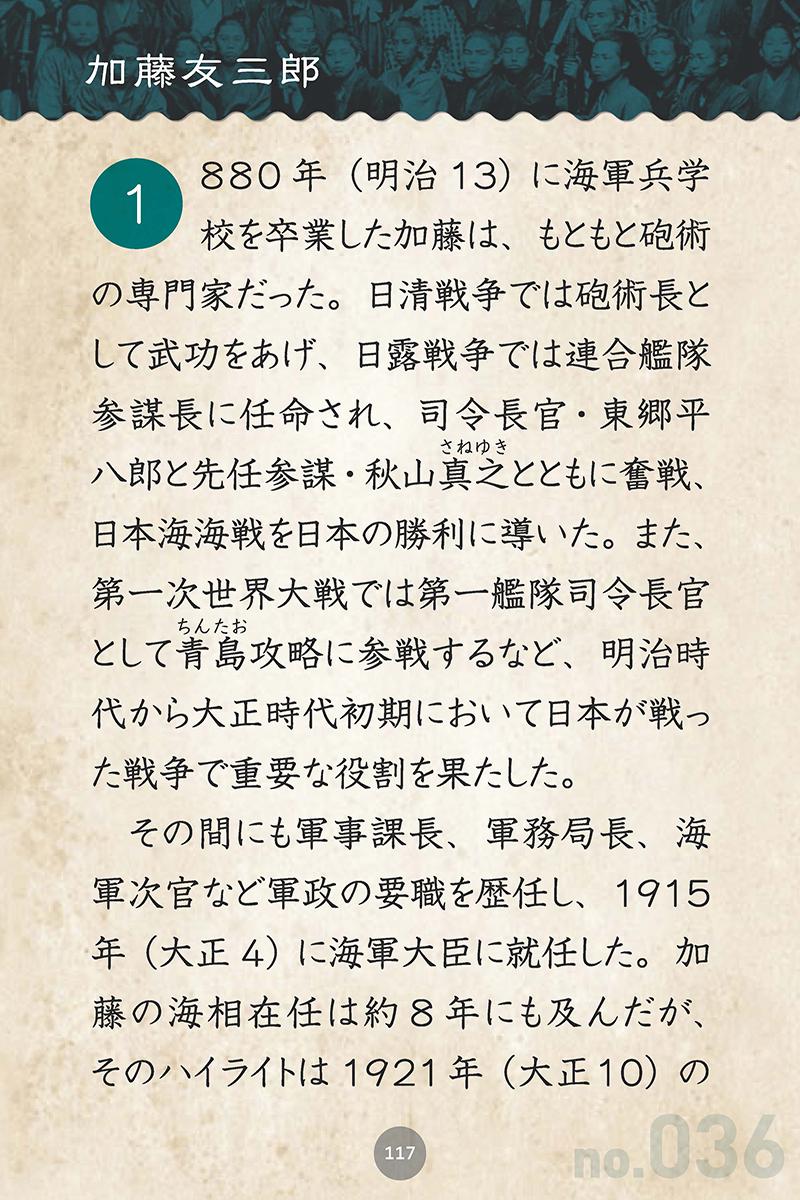 加藤友三郎
1880年（明治13）に海軍兵学
校を卒業した加藤は、もともと砲術
の専門家だった。日清戦争では砲術長と
して武功をあげ、日露戦争では連合艦隊
参謀長に任命され、司令長官・東郷平
さねゆき
八郎と先任参謀・秋山真之とともに奮戦、
日本海海戦を日本の勝利に導いた。また、
第一次世界大戦では第一艦隊司令長官
ちんたお
として青島攻略に参戦するなど、明治時
代から大正時代初期において日本が戦っ
た戦争で重要な役割を果たした。
その間にも軍事課長、軍務局長、海
軍次官など軍政の要職を歴任し、1915
年（大正4）に海軍大臣に就任した。加
藤の海相在任は約8年にも及んだが、
そのハイライトは1921年（大正10）の
117
no.036